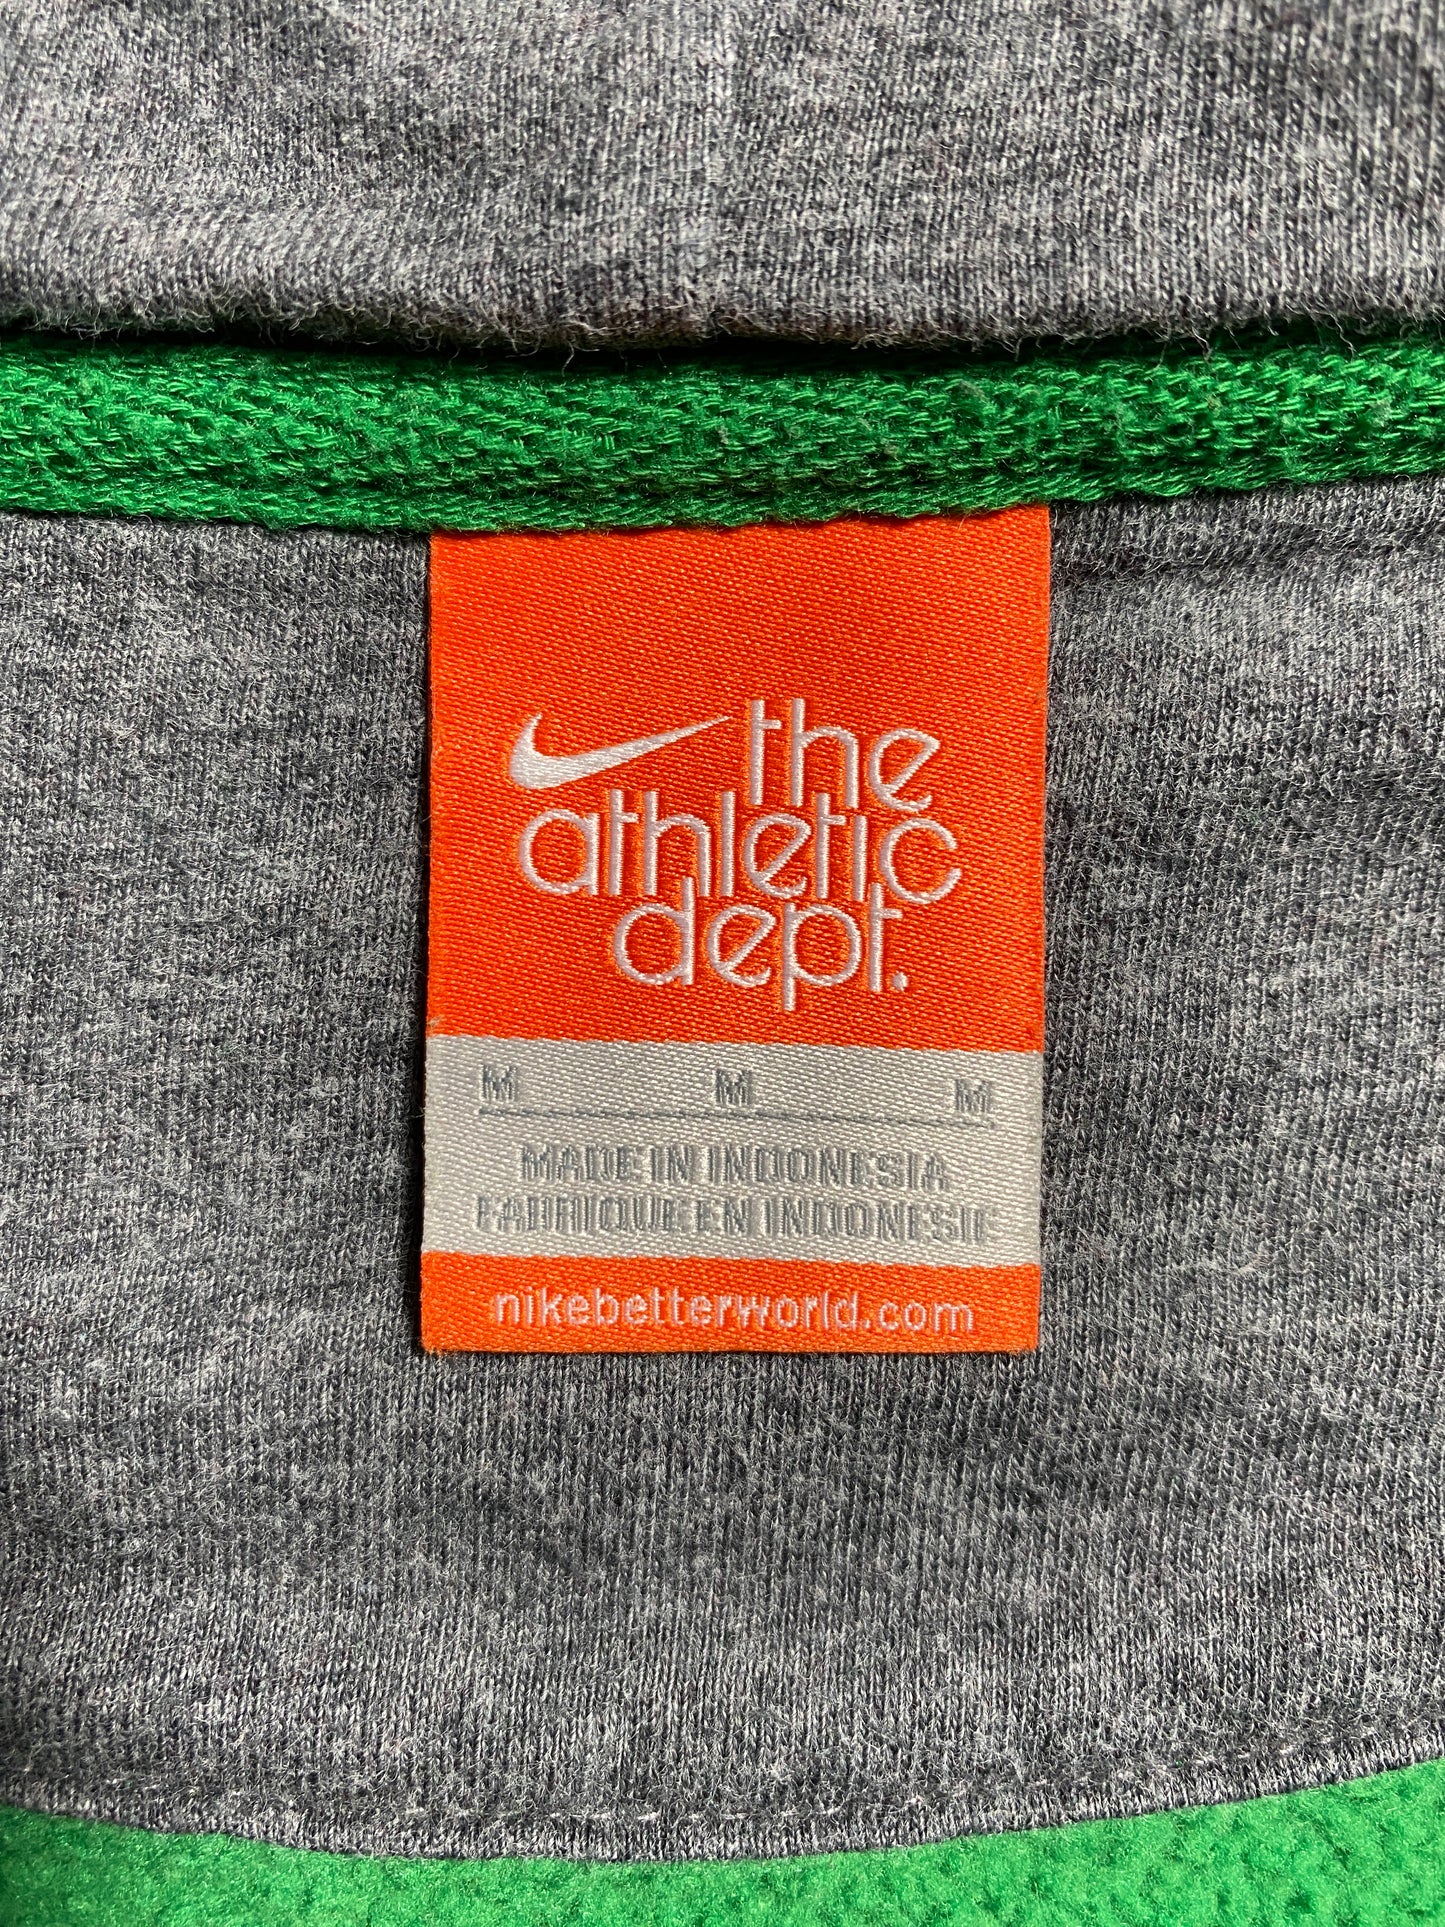 the
athletic
dept.
M M M
MADE IN INDONESIA
FABRIQUE EN INDONESIE
nikebetterworld.com